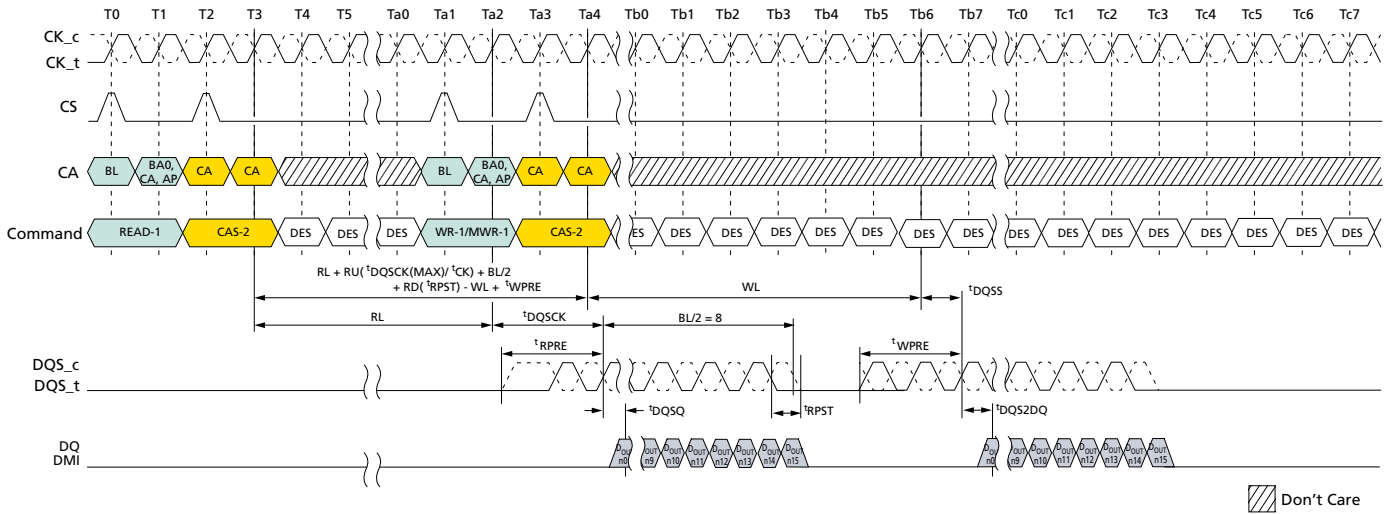 T0 T1 T2 T3 T4 T5 Ta0 Ta1 Ta2 Ta3 Ta4 Tb0 Tb1 Tb2 Tb3 Tb4 Tb5 Tb6 Tb7 Tc0 Tc1 Tc2 Tc3 Tc4 Tc5 Tc6 Tc7
CK_c
CK_t
CS
CA BL BA0, CA, AP CA CA BL BA0, CA, AP CA CA
Command READ-1 CAS-2 DES DES DES WR-1/MWR-1 CAS-2 ES DES DES DES DES DES DES DES DES DES DES DES DES DES DES DES
RL + RU( tDQSCK(MAX)/ tCK) + BL/2
+ RD( tRPST) - WL + tWPRE
WL
tDQSS
RL
tDQSCK
BL/2 = 8
tRPRE
tWPRE
DQS_c
DQS_t
tDQSQ
tRPST
tDQS2DQ
DQ
DMI
DOUT n0 DOUT n9 DOUT n10 DOUT n11 DOUT n12 DOUT n13 DOUT n14 DOUT n15
DOUT n0 DOUT n9 DOUT n10 DOUT n11 DOUT n12 DOUT n13 DOUT n14 DOUT n15
Don't Care